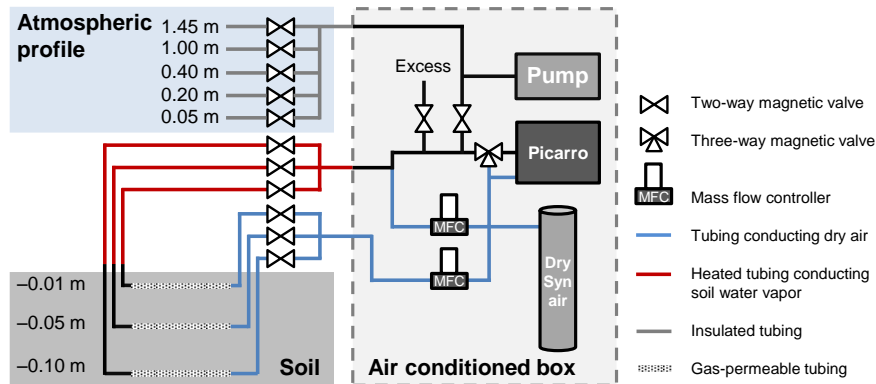 Atmospheric
profile
1.45 m
1.00 m
0.40 m
0.20 m
0.05 m
Excess
Pump
Picarro
MFC
MFC
Dry
Syn
air
–0.01 m
–0.05 m
–0.10 m
Soil
Air conditioned box
Two-way magnetic valve
Three-way magnetic valve
MFC
Mass flow controller
Tubing conducting dry air
Heated tubing conducting
soil water vapor
Insulated tubing
Gas-permeable tubing